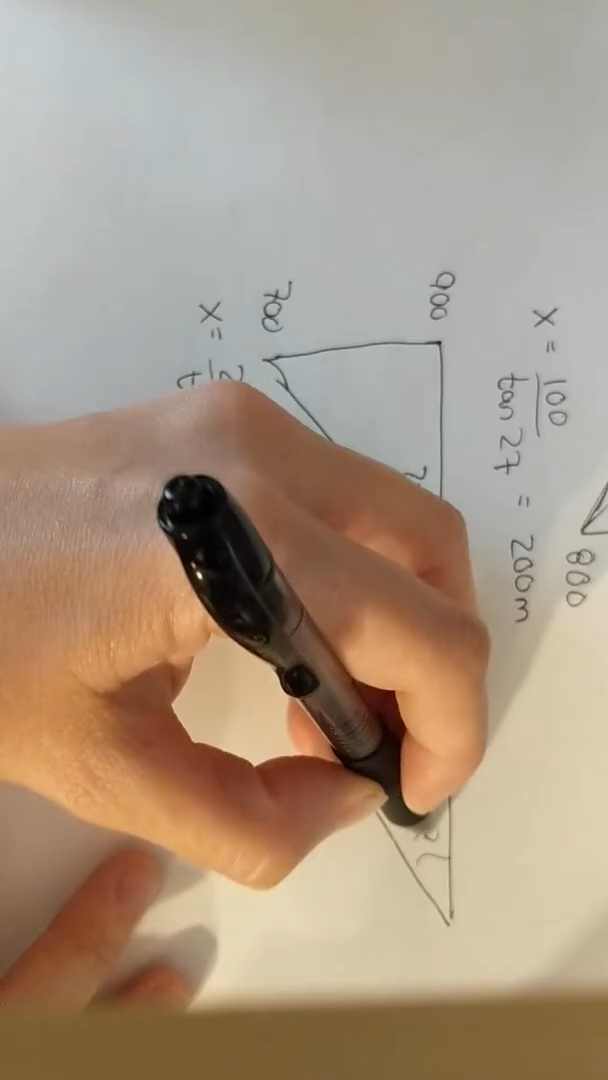 800
x = 100
tan 27 = 200m
900
700
x =